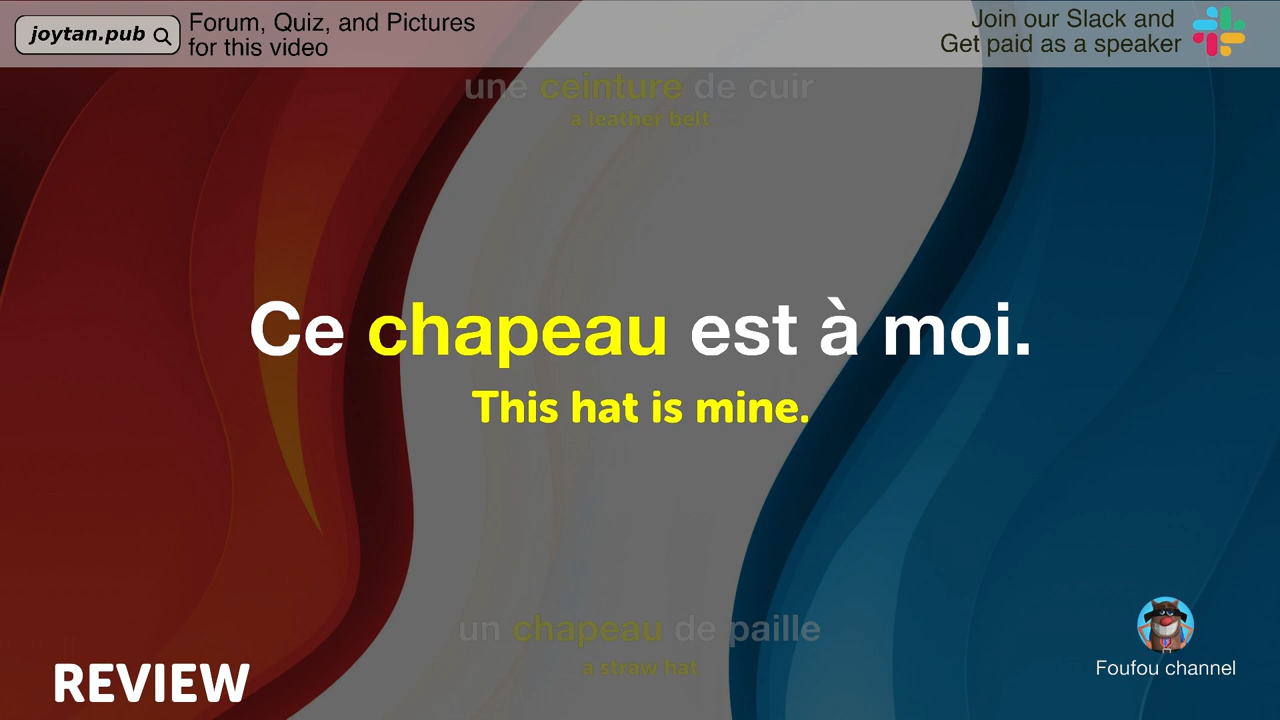 joytan.pub
Forum, Quiz, and Pictures
for this video
Join our Slack and
Get paid as a speaker
une ceinture de cuir
a leather belt
Ce chapeau est à moi.
This hat is mine.
un chapeau de paille
a straw hat
REVIEW
Foufou channel